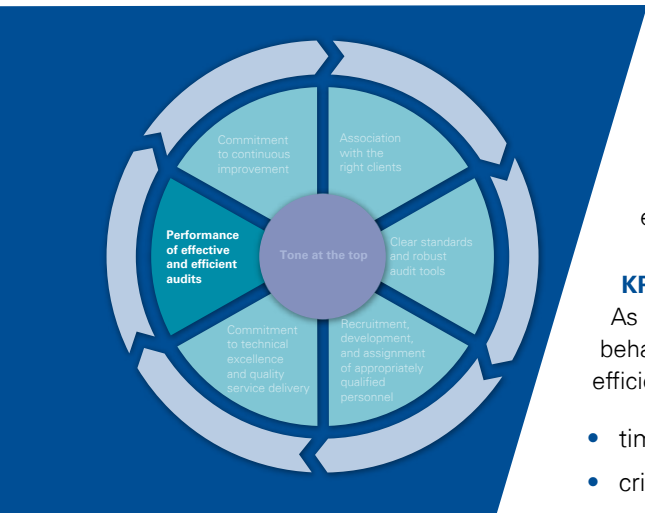 Commitment
to continuous
improvement
Association
with the
right clients
Performance
of effective
and efficient
audits
Tone at the top
Clear standards
and robust
audit tools
Commitment
to technical
excellence
and quality
service delivery
Recruitment,
development,
and assignment
of appropriately
qualified
personnel
As
beha
effici
• tim
• cri